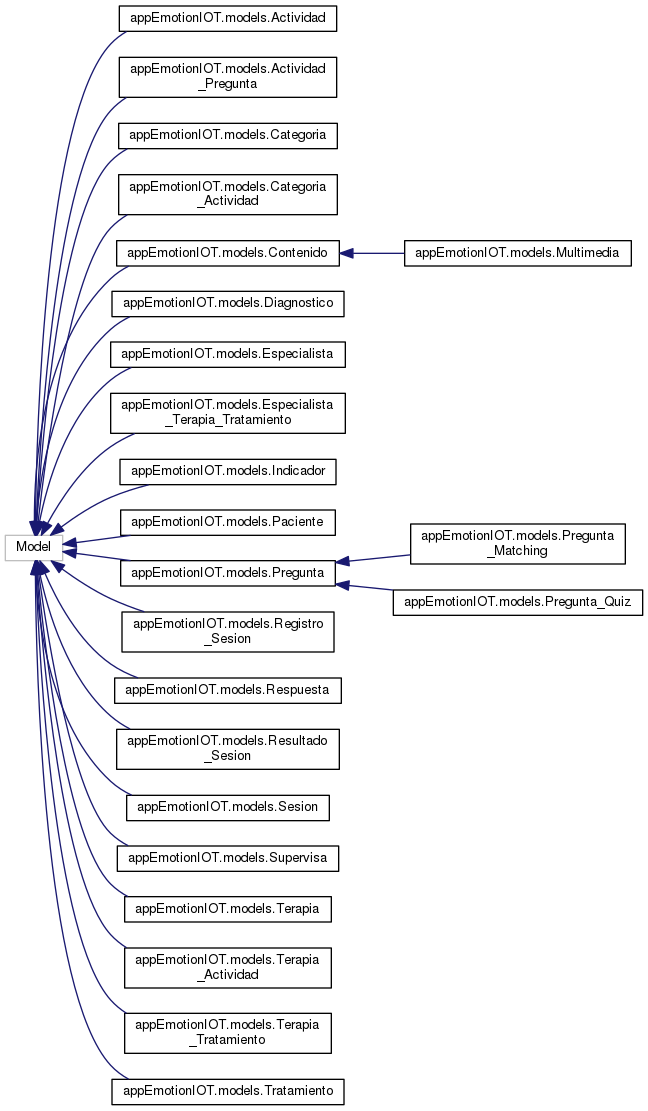 appEmotionIOT.models.Actividad
appEmotionIOT.models.Actividad
_Pregunta
appEmotionIOT.models.Categoria
appEmotionIOT.models.Categoria
_Actividad
appEmotionIOT.models.Contenido
appEmotionIOT.models.Multimedia
appEmotionIOT.models.Diagnostico
appEmotionIOT.models.Especialista
appEmotionIOT.models.Especialista
_Terapia_Tratamiento
appEmotionIOT.models.Indicador
appEmotionIOT.models.Paciente
Model
appEmotionIOT.models.Pregunta
appEmotionIOT.models.Pregunta
_Matching
appEmotionIOT.models.Pregunta_Quiz
appEmotionIOT.models.Registro
_Sesion
appEmotionIOT.models.Respuesta
appEmotionIOT.models.Resultado
_Sesion
appEmotionIOT.models.Sesion
appEmotionIOT.models.Supervisa
appEmotionIOT.models.Terapia
appEmotionIOT.models.Terapia
_Actividad
appEmotionIOT.models.Terapia
_Tratamiento
appEmotionIOT.models.Tratamiento